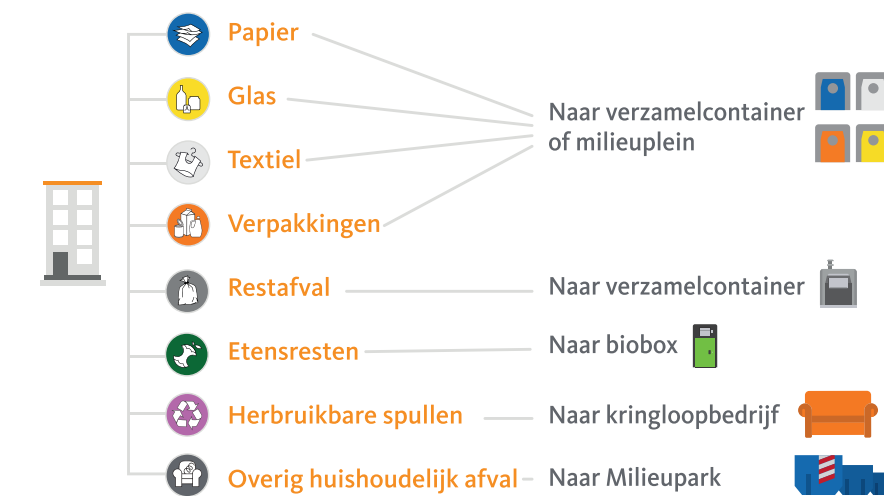 Papier
Glas
Textiel
Verpakkingen
Naar verzamelcontainer
of milieuplein
Restafval
Naar verzamelcontainer
Etensresten
Naar biobox
Herbruikbare spullen
Naar kringloopbedrijf
Overig huishoudelijk afval
Naar Milieupark